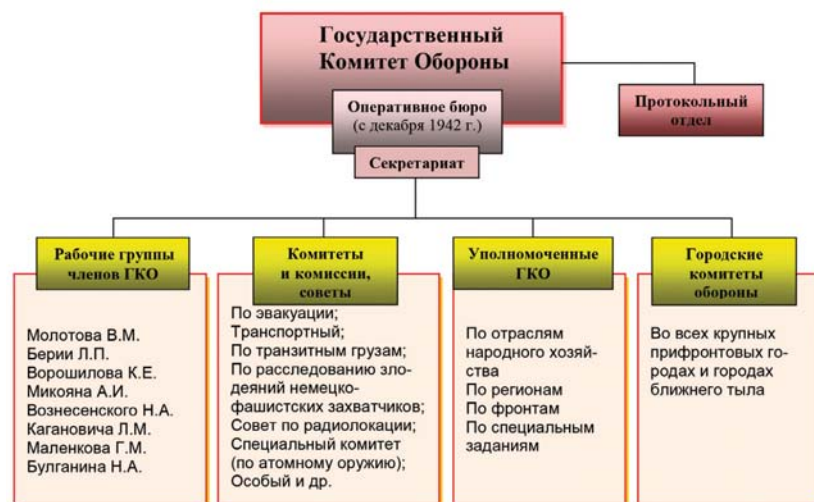 Государственный
Комитет Обороны
Оперативное бюро
(с декабря 1942 г.)
Секретариат
Протокольный
отдел
Рабочие группы
членов ГКО
Молотова В.М.
Берии Л.П.
Ворошилова К.Е.
Микояна А.И.
Вознесенского Н.А.
Кагановича Л.М.
Маленкова Г.М.
Булганина Н.А.
Комитеты
и комиссии,
советы
По эвакуации;
Транспортный;
По транзитным грузам;
По расследованию зло-
деяний немецко-
фашистских захватчиков;
Совет по радиолокации;
Специальный комитет
(по атомному оружию);
Особый и др.
Уполномоченные
ГКО
По отраслям
народного хозяй-
ства
По регионам
По фронтам
По специальным
заданиям
Городские
комитеты
обороны
Во всех крупных
прифронтовых го-
родах и городах
ближнего тыла